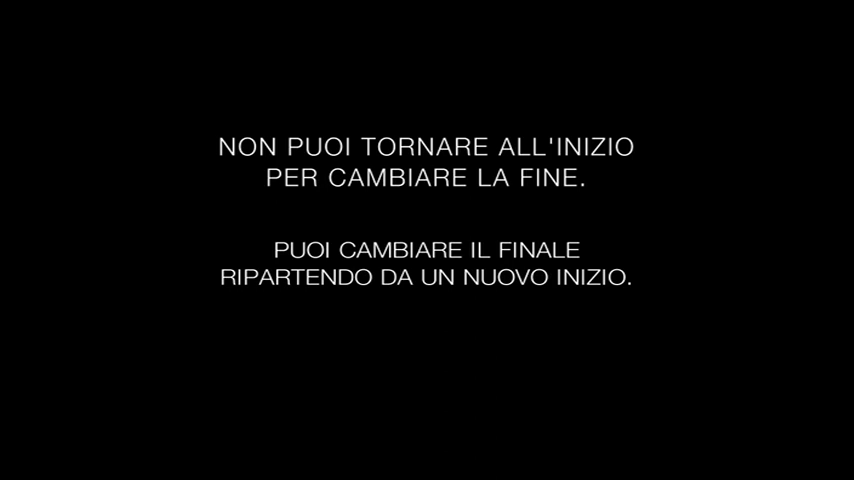 NON PUOI TORNARE ALL'INIZIO
PER CAMBIARE LA FINE.
PUOI CAMBIARE IL FINALE
RIPARTENDO DA UN NUOVO INIZIO.